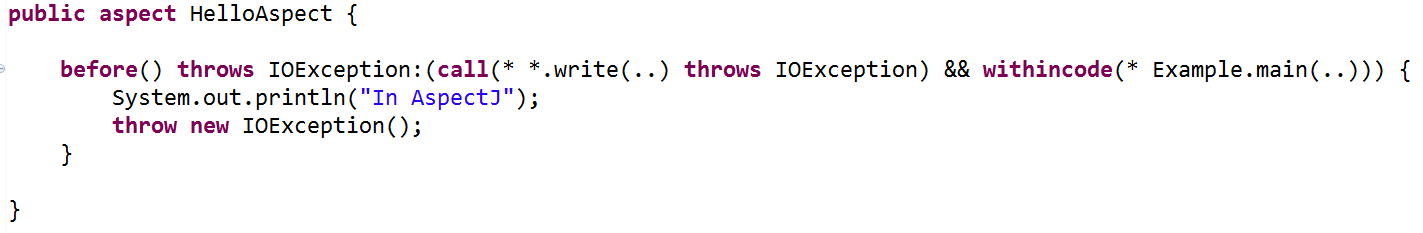 public aspect HelloAspect {
before() throws IOException:(call(* *.write(..) throws IOException) && withincode(* Example.main(..))) {
System.out.println("In AspectJ");
throw new IOException();
}
}